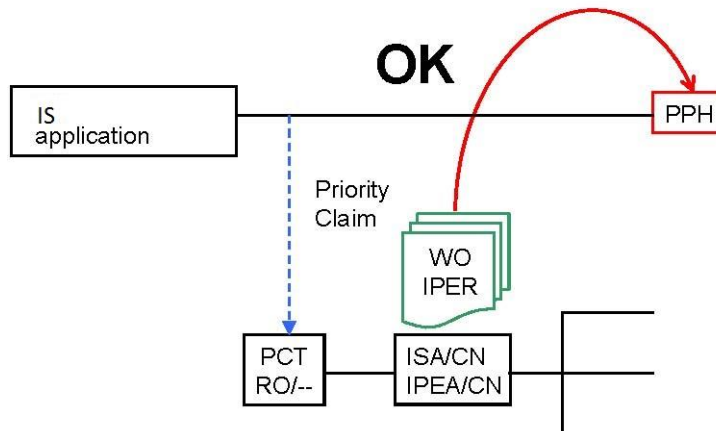 OK
IS
application
PPH
Priority
Claim
WO
IPER
PCT
RO/--
ISA/CN
IPEA/CN